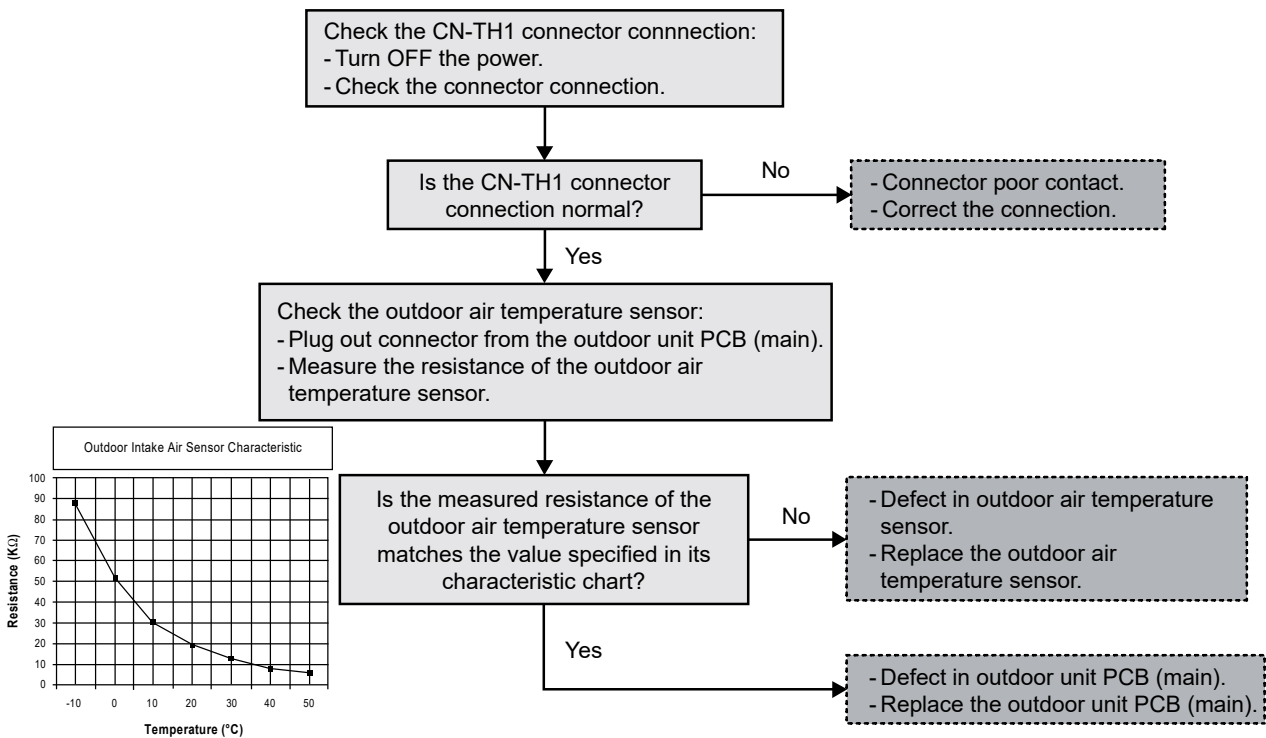 Check the CN-TH1 connector connnection:
- Turn OFF the power.
- Check the connector connection.
Is the CN-TH1 connector
connection normal?
No
- Connector poor contact.
- Correct the connection.
Yes
Check the outdoor air temperature sensor:
- Plug out connector from the outdoor unit PCB (main).
- Measure the resistance of the outdoor air
temperature sensor.
Outdoor Intake Air Sensor Characteristic
Resistance (KΩ)
100
90
80
70
60
50
40
30
20
10
0
-10 0 10 20 30 40 50
Temperature (°C)
Is the measured resistance of the
outdoor air temperature sensor
matches the value specified in its
characteristic chart?
No
- Defect in outdoor air temperature
sensor.
- Replace the outdoor air
temperature sensor.
Yes
- Defect in outdoor unit PCB (main).
- Replace the outdoor unit PCB (main).